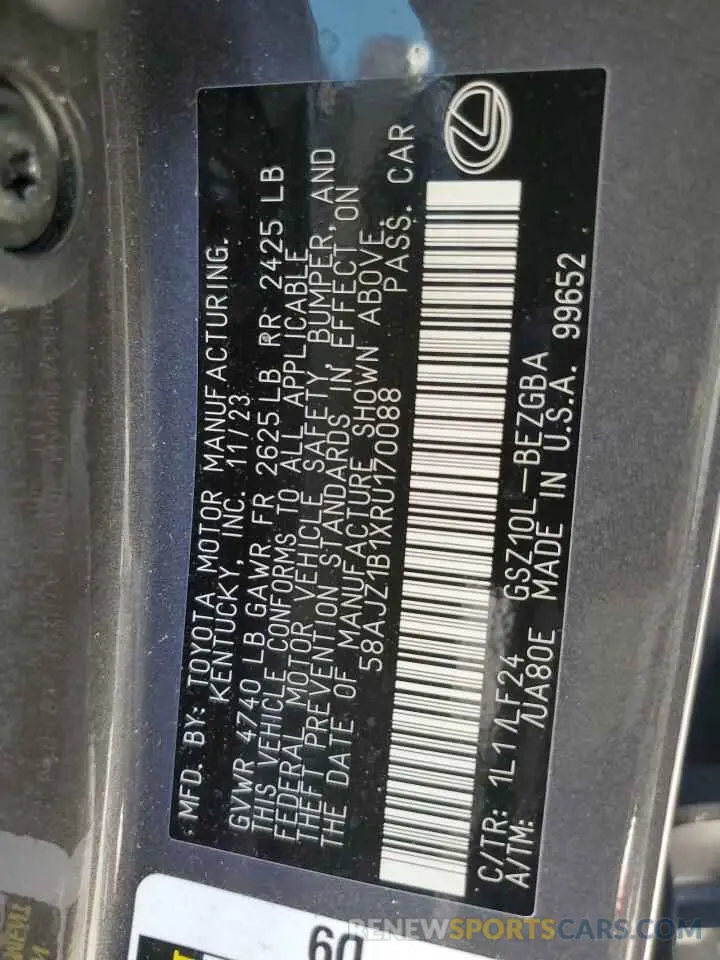 MFD. BY: TOYOTA MOTOR MANUFACTURING.
KENTUCKY, INC. 11/23
GVWR 4740 LB GAWR FR 2625 LB RR 2425 LB
THIS VEHICLE CONFORMS TO ALL APPLICABLE
FEDERAL MOTOR VEHICLE SAFETY, BUMPER, AND
THEFT PREVENTION STANDARDS IN EFFECT ON
THE DATE OF MANUFACTURE SHOWN ABOVE.
58AJZ1B1XRU170088 PASS. CAR
C/TR: 1L1 /LF24 GSZ10L-BEZGBA
A/TM: /UA80E MADE IN U.S.A. 99652
RENEWSPORTSCARS.COM